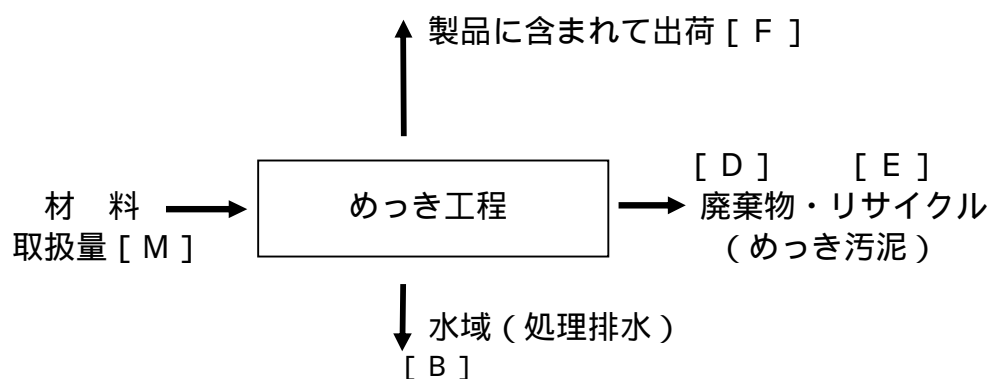 製品に含まれて出荷［ F ］
［ D ］　　［ E ］
材　料
めっき工程
廃棄物・リサイクル
取扱量［ M ］
（めっき汚泥）
水域（処理排水）
［ B ］